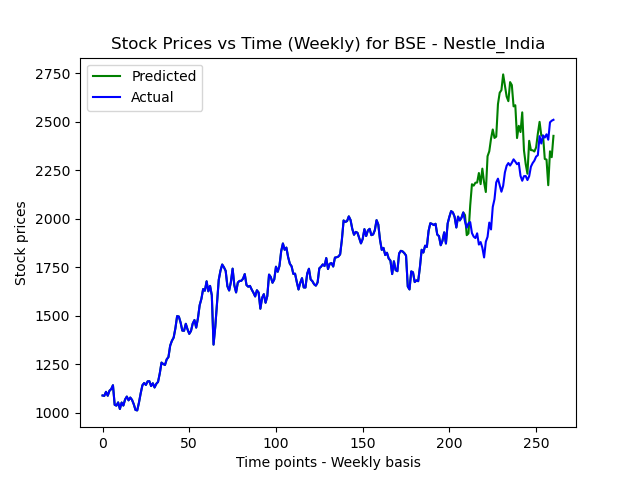 Stock Prices vs Time (Weekly) for BSE - Nestle_India
Predicted
Actual
2750
2500
2250
2000
1750
1500
1250
1000
Stock prices
0 50 100 150 200 250
Time points - Weekly basis